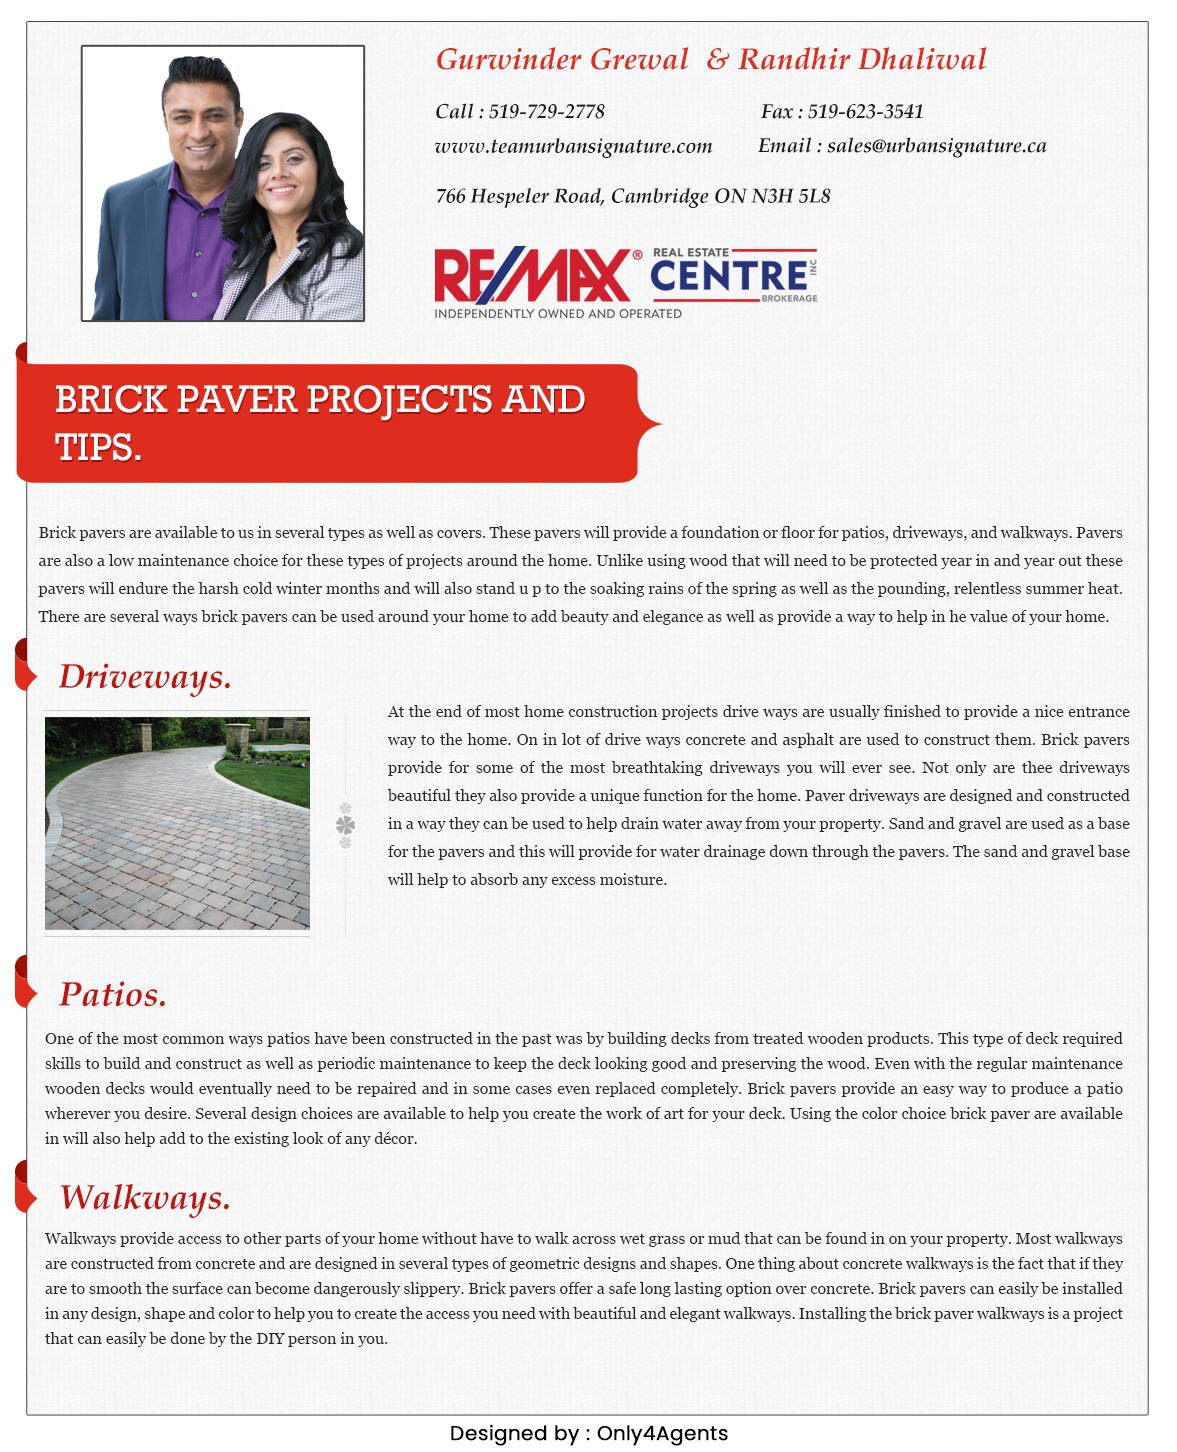 Gurwinder Grewal & Randhir Dhaliwal
Call : 519-729-2778
Fax : 519-623-3541
www.teamurbansignature.com
Email : sales@urbansignature.ca
766 Hespeler Road, Cambridge ON N3H 5L8
RE/MAX®
REAL ESTATE
CENTRE INC
BROKERAGE
INDEPENDENTLY OWNED AND OPERATED
BRICK PAVER PROJECTS AND
TIPS.
Brick pavers are available to us in several types as well as covers. These pavers will provide a foundation or floor for patios, driveways, and walkways. Pavers
are also a low maintenance choice for these types of projects around the home. Unlike using wood that will need to be protected year in and year out these
pavers will endure the harsh cold winter months and will also stand u p to the soaking rains of the spring as well as the pounding, relentless summer heat.
There are several ways brick pavers can be used around your home to add beauty and elegance as well as provide a way to help in he value of your home.
Driveways.
At the end of most home construction projects drive ways are usually finished to provide a nice entrance
way to the home. On in lot of drive ways concrete and asphalt are used to construct them. Brick pavers
provide for some of the most breathtaking driveways you will ever see. Not only are thee driveways
beautiful they also provide a unique function for the home. Paver driveways are designed and constructed
in a way they can be used to help drain water away from your property. Sand and gravel are used as a base
for the pavers and this will provide for water drainage down through the pavers. The sand and gravel base
will help to absorb any excess moisture.
Patios.
One of the most common ways patios have been constructed in the past was by building decks from treated wooden products. This type of deck required
skills to build and construct as well as periodic maintenance to keep the deck looking good and preserving the wood. Even with the regular maintenance
wooden decks would eventually need to be repaired and in some cases even replaced completely. Brick pavers provide an easy way to produce a patio
wherever you desire. Several design choices are available to help you create the work of art for your deck. Using the color choice brick paver are available
in will also help add to the existing look of any décor.
Walkways.
Walkways provide access to other parts of your home without have to walk across wet grass or mud that can be found in on your property. Most walkways
are constructed from concrete and are designed in several types of geometric designs and shapes. One thing about concrete walkways is the fact that if they
are to smooth the surface can become dangerously slippery. Brick pavers offer a safe long lasting option over concrete. Brick pavers can easily be installed
in any design, shape and color to help you to create the access you need with beautiful and elegant walkways. Installing the brick paver walkways is a project
that can easily be done by the DIY person in you.
Designed by : Only4Agents